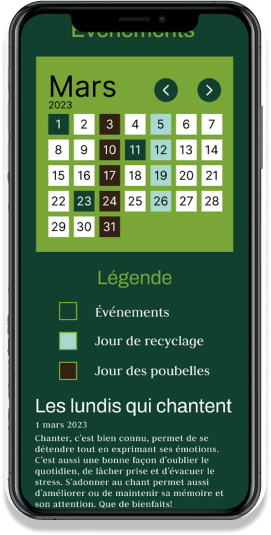 Événements
Mars
2023
1 2 3 4 5 6 7
8 9 10 11 12 13 14
15 16 17 18 19 20 21
22 23 24 25 26 27 28
29 30 31
Légende
Événements
Jour de recyclage
Jour des poubelles
Les lundis qui chantent
1 mars 2023
Chanter, c'est bien connu, permet de se
détendre tout en exprimant ses émotions.
C'est aussi une bonne façon d'oublier le
quotidien, de lâcher prise et d'évacuer le
stress. S'adonner au chant permet aussi
d'améliorer ou de maintenir sa mémoire et
son attention. Que de bienfaits!